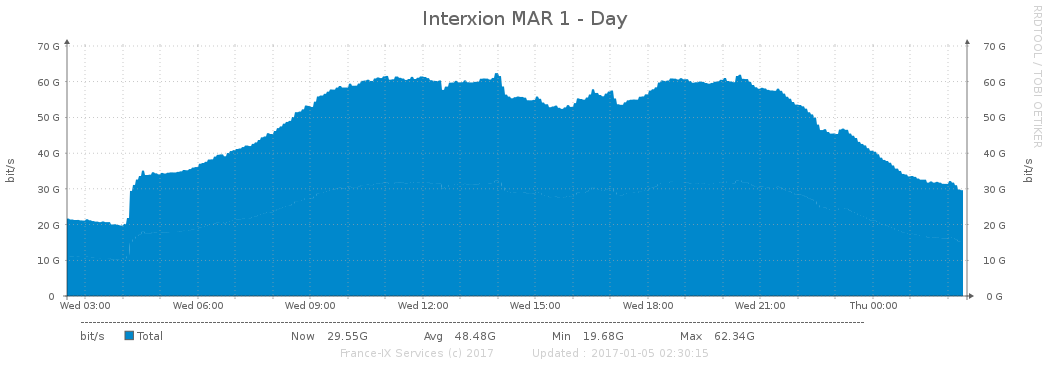 Interxion MAR 1 - Day
RRDTOOL / TOBI OETIKER
70 G 70 G
60 G 60 G
50 G 50 G
40 G 40 G
30 G 30 G
20 G 20 G
10 G 10 G
0 0 G
bit/s bit/s
Wed 03:00 Wed 06:00 Wed 09:00 Wed 12:00 Wed 15:00 Wed 18:00 Wed 21:00 Thu 00:00
bit/s Total Now 29.55G Avg 48.48G Min 19.68G Max 62.34G
France-IX Services (c) 2017 Updated : 2017-01-05 02:30:15